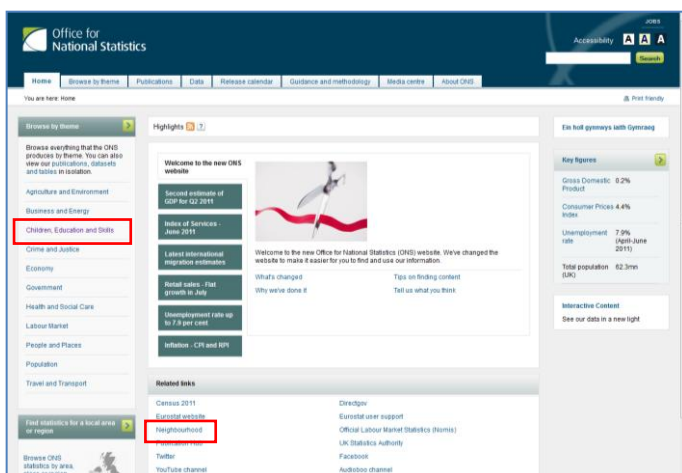 JOBS
Office for
National Statistics
Accessibility A A A
Search
Home Browse by theme Publications Data Release calendar Guidance and methodology Media centre About ONS
You are here: Home
Print friendly
Browse by theme
Browse everything that the ONS
produces by theme. You can also
view our publications, datasets
and tables in isolation.
Agriculture and Environment
Business and Energy
Children, Education and Skills
Crime and Justice
Economy
Government
Health and Social Care
Labour Market
People and Places
Population
Travel and Transport
Find statistics for a local area
or region
Browse ONS
statistics by area,
Highlights ?
Welcome to the new ONS
website
Second estimate of
GDP for Q2 2011
Index of Services -
June 2011
Latest international
migration estimates
Retail sales - Flat
growth in July
Unemployment rate up
to 7.9 per cent
Inflation - CPI and RPI
Welcome to the new Office for National Statistics (ONS) website. We've changed the
website to make it easier for you to find and use our information.
What's changed Tips on finding content
Why we've done it Tell us what you think
Related links
Census 2011 Directgov
Eurostat website Eurostat user support
Neighbourhood Official Labour Market Statistics (Nomis)
Publication Hub UK Statistics Authority
Twitter Facebook
YouTube channel Audioboo channel
Ein holl gynnwys iaith Gymraeg
Key figures
Gross Domestic 0.2%
Product
Consumer Prices 4.4%
Index
Unemployment 7.9%
rate (April-June
2011)
Total population 62.3mn
(UK)
Interactive Content
See our data in a new light